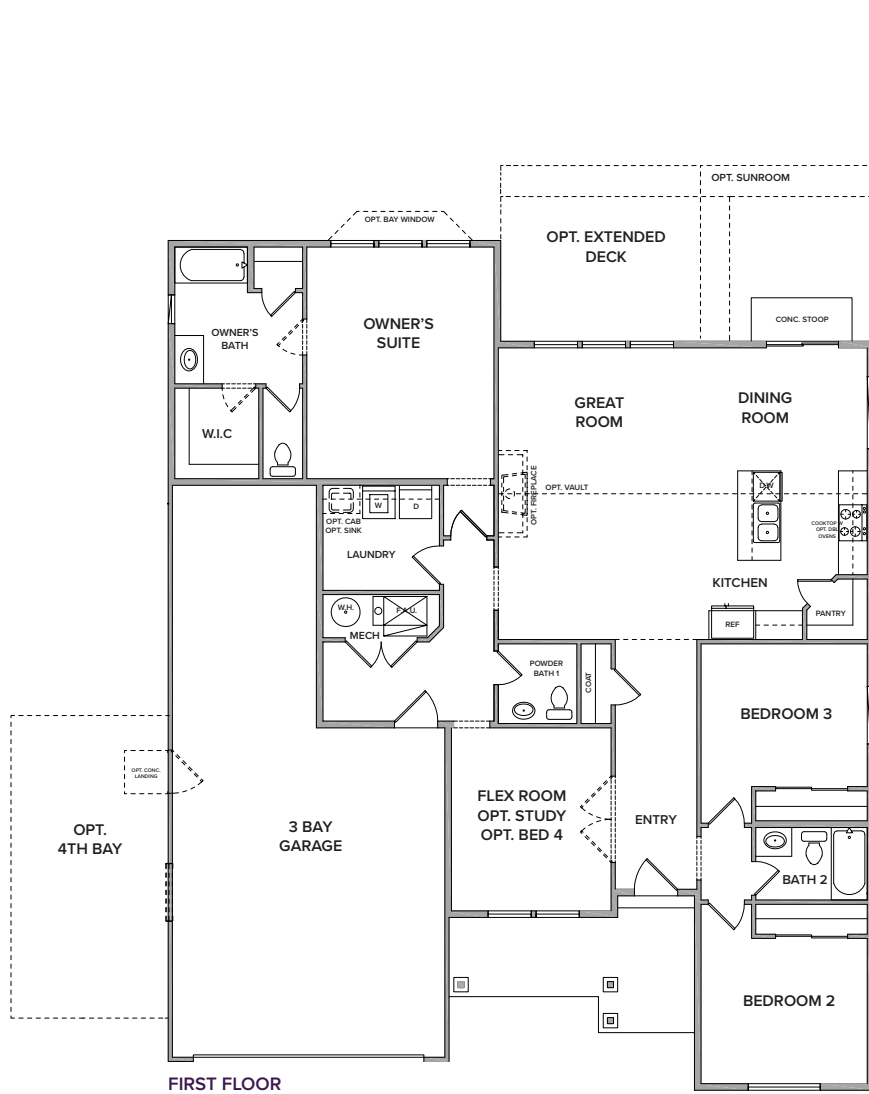 OPT. SUNROOM
OPT. BAY WINDOW
OPT. EXTENDED
DECK
CONC. STOOP
OWNER'S
BATH
OWNER'S
SUITE
GREAT
ROOM
DINING
ROOM
W.I.C
OPT. VAULT
OPT. FIREPLACE
D/W
W
D
OPT. CAB
OPT. SINK
COOKTOP W/
OPT. DBL
OVENS
LAUNDRY
KITCHEN
W.H.
F.A.U.
MECH
REF
PANTRY
POWDER
BATH 1
COAT
BEDROOM 3
OPT. CONC.
LANDING
FLEX ROOM
OPT. STUDY
OPT. BED 4
ENTRY
OPT.
4TH BAY
3 BAY
GARAGE
BATH 2
BEDROOM 2
FIRST FLOOR